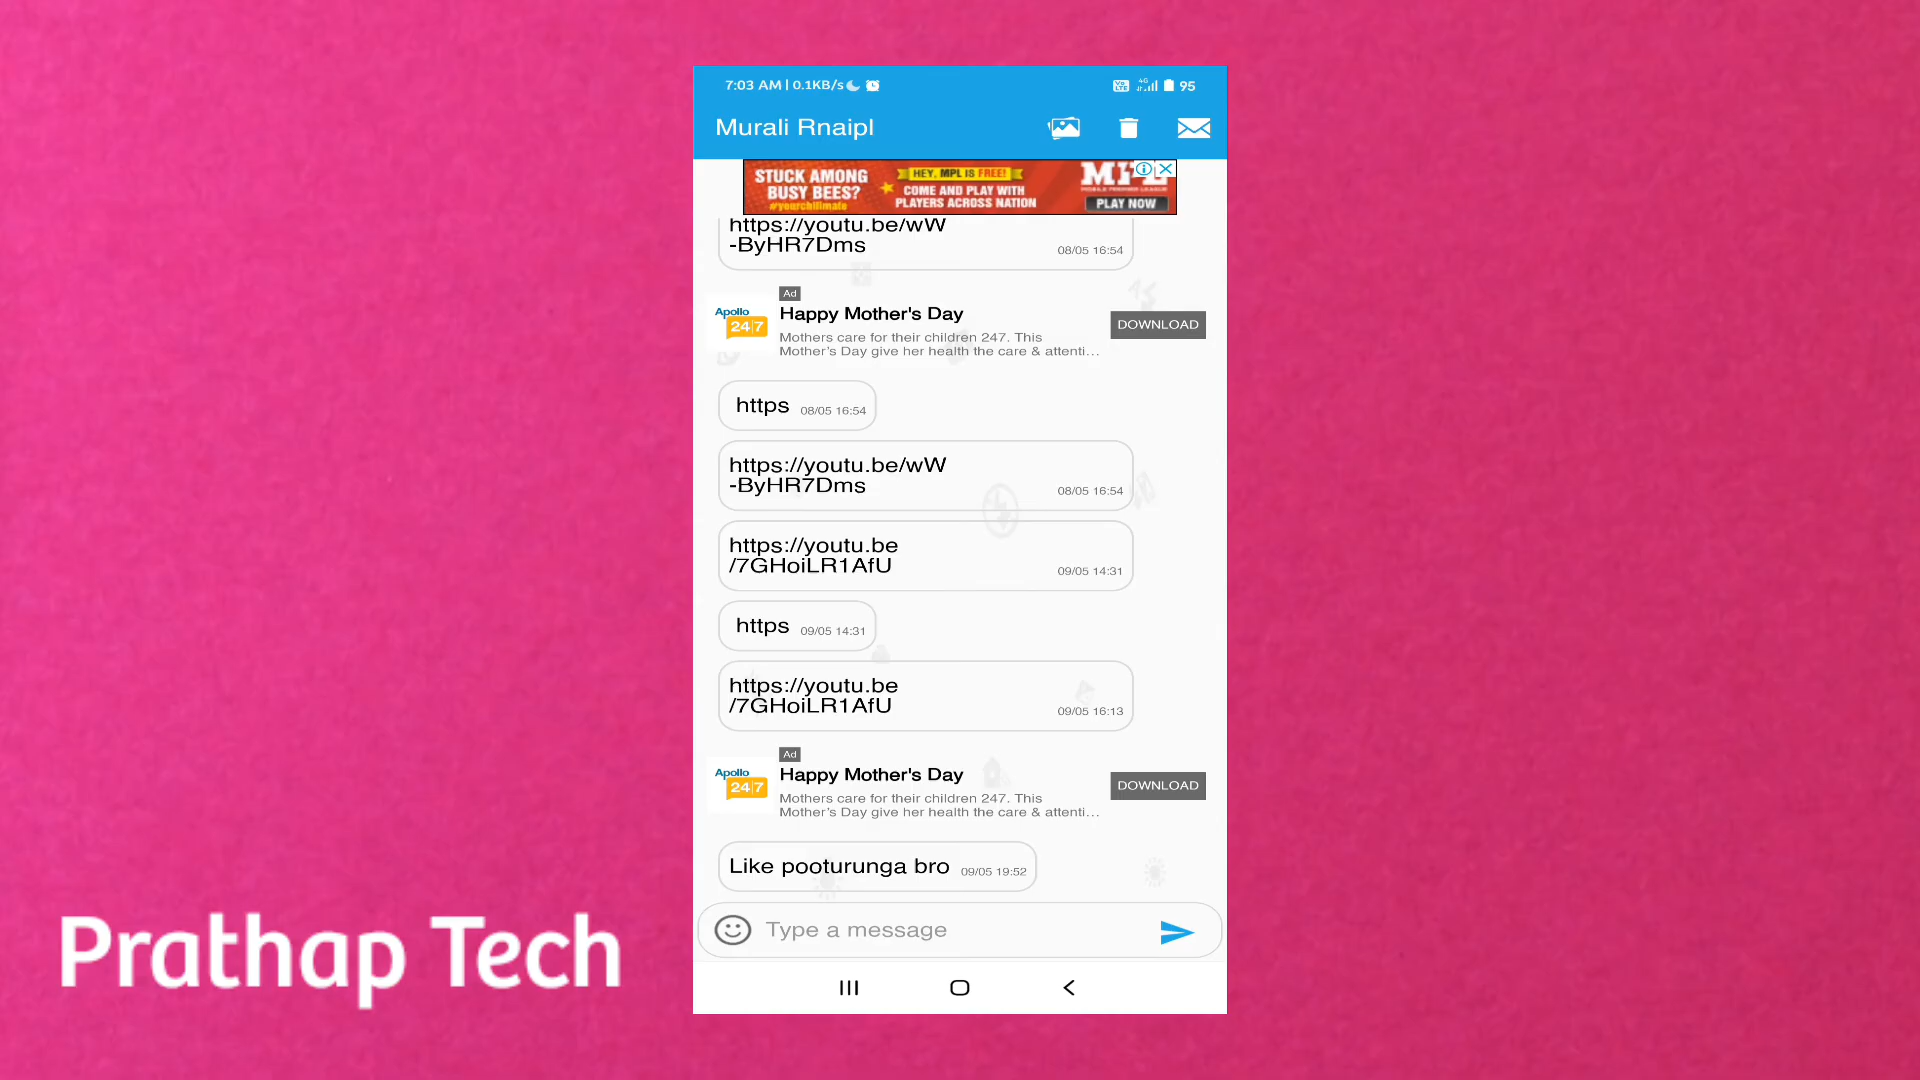 7:03 AM | 0.1KB/s
4G
95
Murali Rnaipl
STUCK AMONG
BUSY BEES?
#yourchillmate
HEY, MPL IS FREE!
COME AND PLAY WITH
PLAYERS ACROSS NATION
MPL
MOBILE PREMIER LEAGUE
PLAY NOW
https://youtu.be/wW
-ByHR7Dms
08/05 16:54
Ad
Apollo
24|7
Happy Mother's Day
Mothers care for their children 247. This
Mother's Day give her health the care & attenti...
DOWNLOAD
https 08/05 16:54
https://youtu.be/wW
-ByHR7Dms
08/05 16:54
https://youtu.be
/7GHoiLR1AfU
09/05 14:31
https 09/05 14:31
https://youtu.be
/7GHoiLR1AfU
09/05 16:13
Ad
Apollo
24|7
Happy Mother's Day
Mothers care for their children 247. This
Mother's Day give her health the care & attenti...
DOWNLOAD
Like pooturunga bro 09/05 19:52
Type a message
Prathap Tech